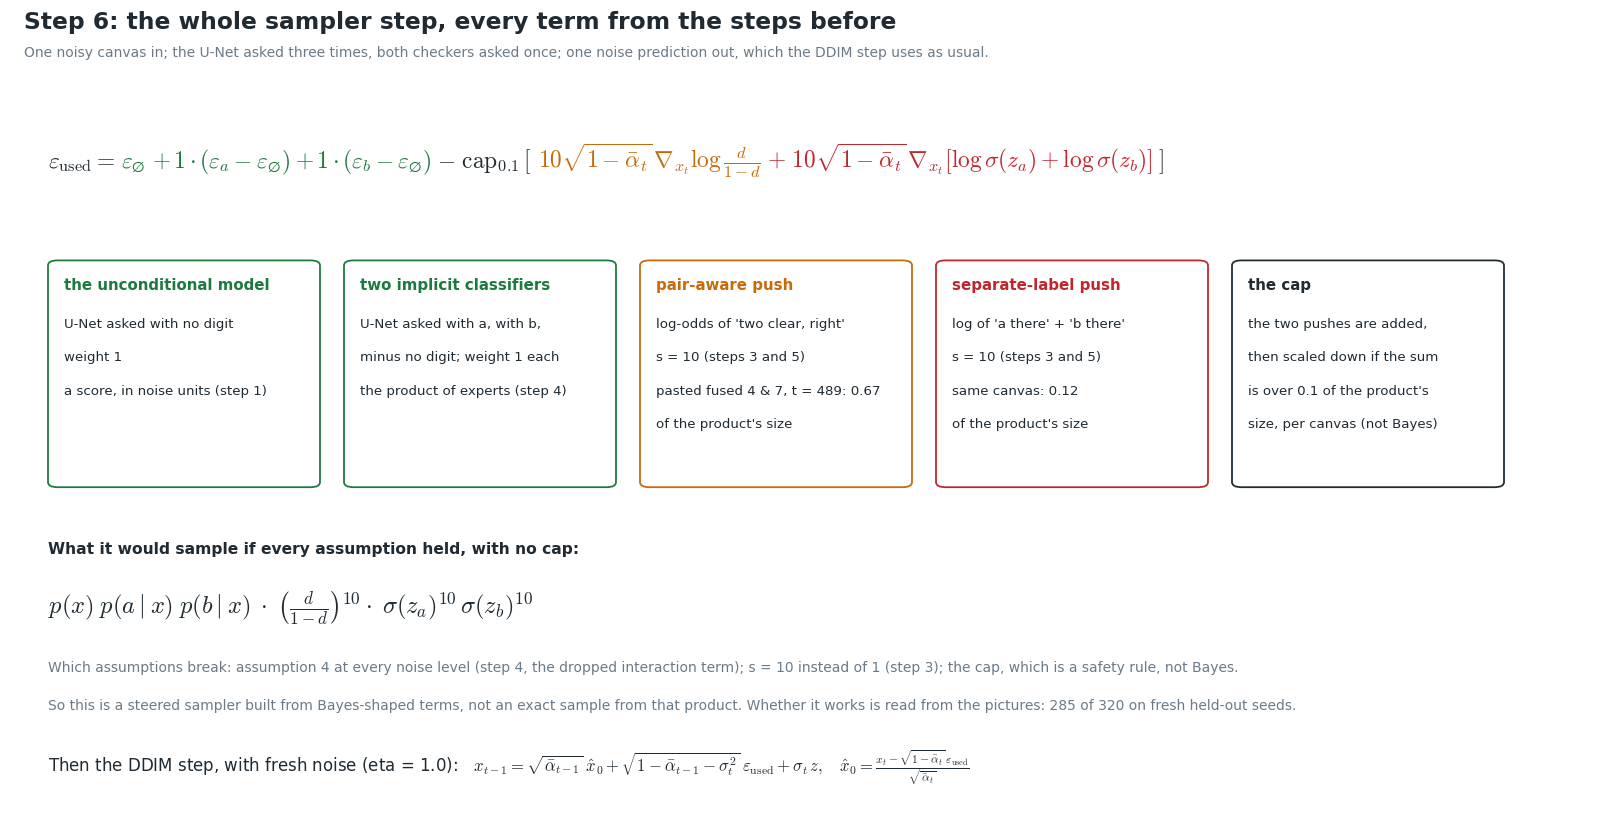 Step 6: the whole sampler step, every term from the steps before
One noisy canvas in; the U-Net asked three times, both checkers asked once; one noise prediction out, which the DDIM step uses as usual.
ε_used = ε_∅ + 1 · (ε_a − ε_∅) + 1 · (ε_b − ε_∅) − cap_0.1 [ 10√(1 − ᾱ_t) ∇_{x_t} log d/(1−d) + 10√(1 − ᾱ_t) ∇_{x_t} [log σ(z_a) + log σ(z_b)] ]
the unconditional model
U-Net asked with no digit
weight 1
a score, in noise units (step 1)
two implicit classifiers
U-Net asked with a, with b,
minus no digit; weight 1 each
the product of experts (step 4)
pair-aware push
log-odds of 'two clear, right'
s = 10 (steps 3 and 5)
pasted fused 4 & 7, t = 489: 0.67
of the product's size
separate-label push
log of 'a there' + 'b there'
s = 10 (steps 3 and 5)
same canvas: 0.12
of the product's size
the cap
the two pushes are added,
then scaled down if the sum
is over 0.1 of the product's
size, per canvas (not Bayes)
What it would sample if every assumption held, with no cap:
p(x) p(a | x) p(b | x) · (d/(1−d))^10 · σ(z_a)^10 σ(z_b)^10
Which assumptions break: assumption 4 at every noise level (step 4, the dropped interaction term); s = 10 instead of 1 (step 3); the cap, which is a safety rule, not Bayes.
So this is a steered sampler built from Bayes-shaped terms, not an exact sample from that product. Whether it works is read from the pictures: 285 of 320 on fresh held-out seeds.
Then the DDIM step, with fresh noise (eta = 1.0): x_{t−1} = √(ᾱ_{t−1}) x̂_0 + √(1 − ᾱ_{t−1} − σ_t^2) ε_used + σ_t z, x̂_0 = (x_t − √(1−ᾱ_t) ε_used)/√(ᾱ_t)